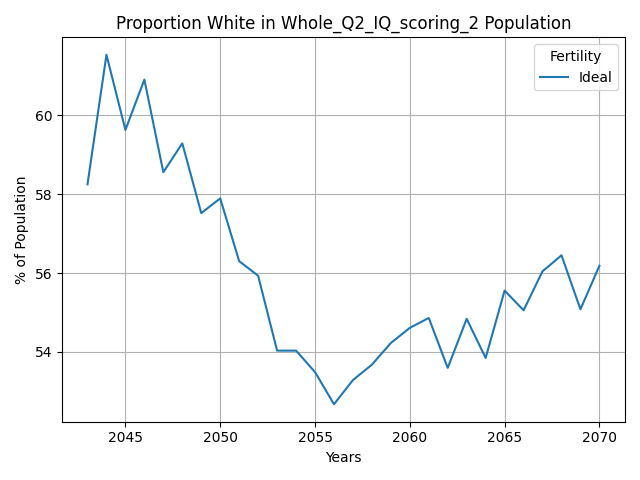 Proportion White in Whole_Q2_IQ_scoring_2 Population
Fertility
Ideal
% of Population
60
58
56
54
2045 2050 2055 2060 2065 2070
Years